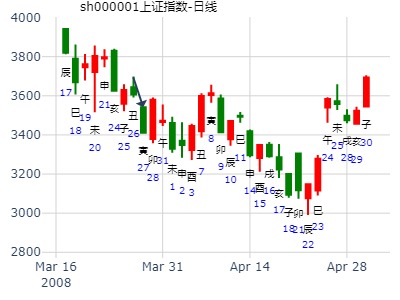 sh000001上证指数-日线
4000
3800
3600
3400
3200
3000
2800
辰
17
巳
18
午
19
未
20
申
21
亥
24
子
25
丑
26
寅
27
卯
28
午
31
未
1
申
2
酉
3
丑
7
寅
8
卯
9
辰
10
巳
11
申
14
酉
15
戌
16
亥
17
子
18
卯
21
辰
22
巳
23
午
24
未
25
戌
28
亥
29
子
30
Mar 16
2008
Mar 31
Apr 14
Apr 28